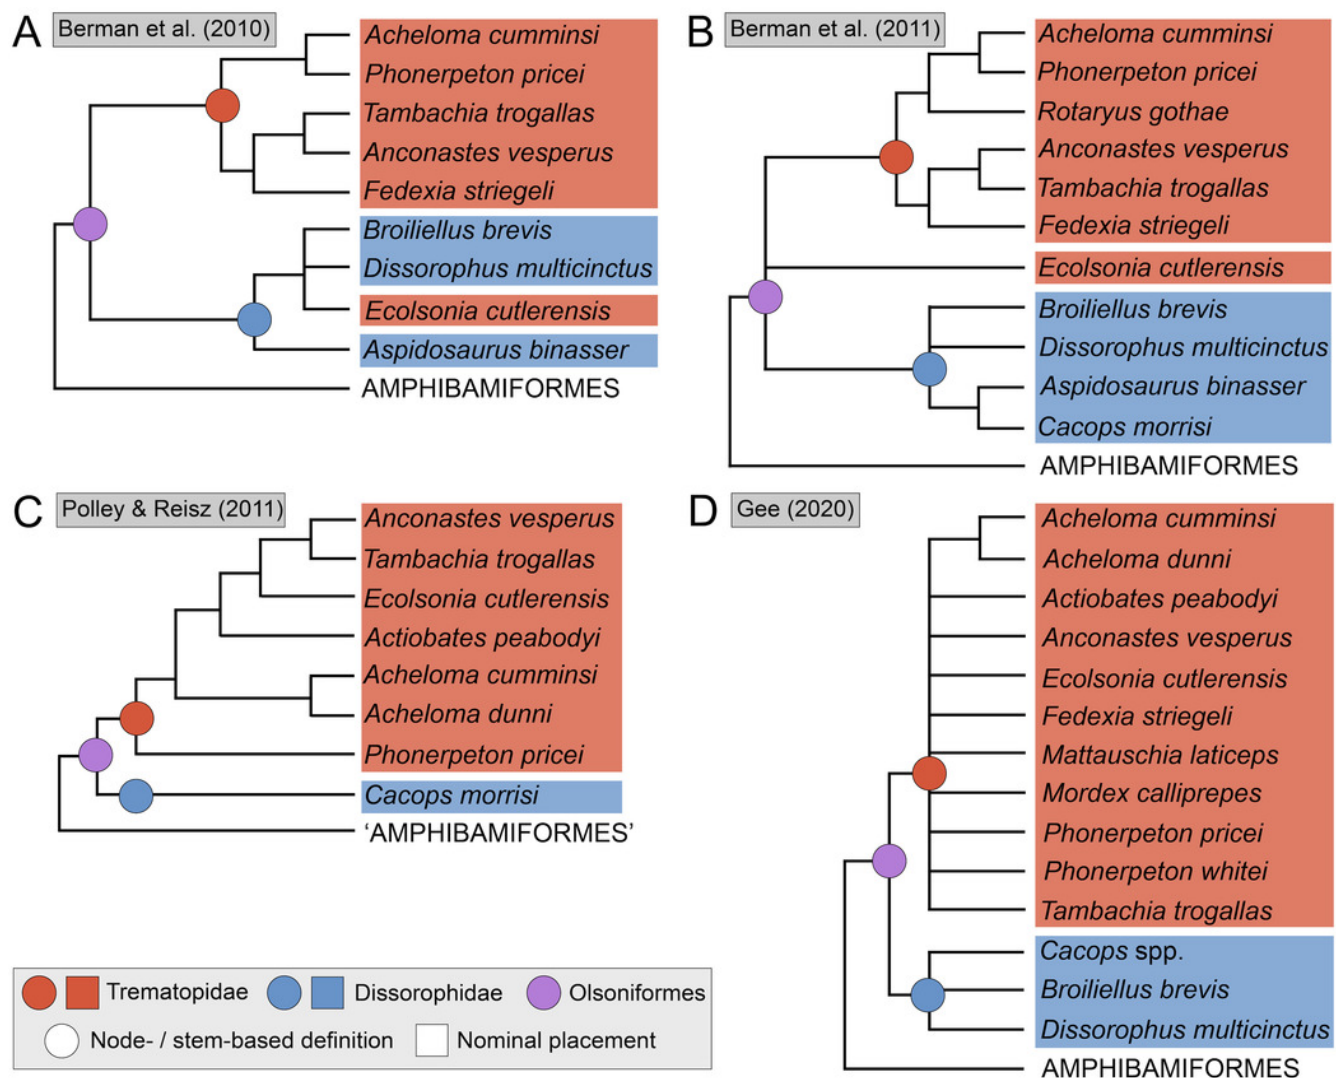 A
Berman et al. (2010)
Acheloma cumminsi
Phonerpeton pricei
Tambachia trogallas
Anconastes vesperus
Fedexia striegeli
Broiliellus brevis
Dissorophus multicinctus
Ecolsonia cutlerensis
Aspidosaurus binasser
AMPHIBAMIFORMES
B
Berman et al. (2011)
Acheloma cumminsi
Phonerpeton pricei
Rotaryus gothae
Anconastes vesperus
Tambachia trogallas
Fedexia striegeli
Ecolsonia cutlerensis
Broiliellus brevis
Dissorophus multicinctus
Aspidosaurus binasser
Cacops morrisi
AMPHIBAMIFORMES
C
Polley & Reisz (2011)
Anconastes vesperus
Tambachia trogallas
Ecolsonia cutlerensis
Actiobates peabodyi
Acheloma cumminsi
Acheloma dunni
Phonerpeton pricei
Cacops morrisi
‘AMPHIBAMIFORMES’
D
Gee (2020)
Acheloma cumminsi
Acheloma dunni
Actiobates peabodyi
Anconastes vesperus
Ecolsonia cutlerensis
Fedexia striegeli
Mattauschia laticeps
Mordex calliprepes
Phonerpeton pricei
Phonerpeton whitei
Tambachia trogallas
Cacops spp.
Broiliellus brevis
Dissorophus multicinctus
AMPHIBAMIFORMES
Trematopidae
Dissorophidae
Olsoniformes
Node- / stem-based definition
Nominal placement